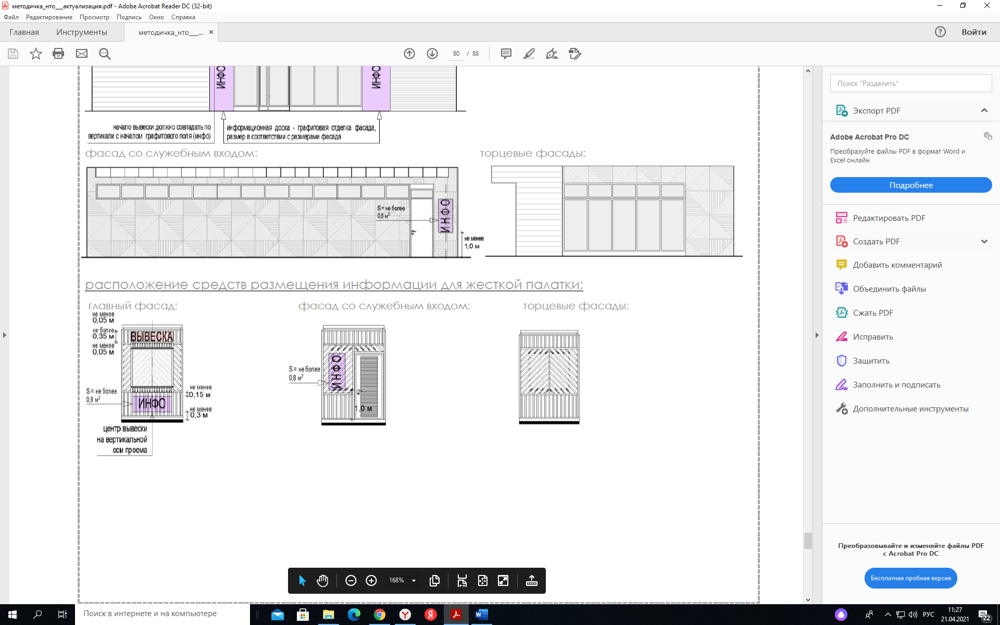 методичка_нто___актуализация.pdf - Adobe Acrobat Reader DC (32-bit)
Файл Редактирование Просмотр Подпись Окно Справка
Главная Инструменты методичка_нто___... × Войти
80 / 88
ИНФО ИНФО
начало вывески должно совпадать по
вертикали с началом графитового поля (инфо)
информационная доска - графитовая отделка фасада,
размер в соответствии с размерами фасада
фасад со служебным входом:
торцевые фасады:
S = не более
0,8 м²
ИНФО
не менее
1,0 м
расположение средств размещения информации для жесткой палатки:
главный фасад:
фасад со служебным входом:
торцевые фасады:
не менее
0,05 м
не более
0,35 м
не менее
0,05 м
ВЫВЕСКА
S = не более
0,8 м²
ИНФО
не менее
0,15 м
не менее
0,3 м
центр вывески
на вертикальной
оси проема
S = не более
0,8 м²
ИНФО
1,0 м
168%
Поиск "Разделить"
Экспорт PDF
Adobe Acrobat Pro DC
Преобразуйте файлы PDF в формат Word и
Excel онлайн
Подробнее
Редактировать PDF
Создать PDF
Добавить комментарий
Объединить файлы
Сжать PDF
Исправить
Защитить
Заполнить и подписать
Дополнительные инструменты
Преобразовывайте и изменяйте файлы PDF
с Acrobat Pro DC
Бесплатная пробная версия
Поиск в интернете и на компьютере
РУС
11:27
21.04.2021
22